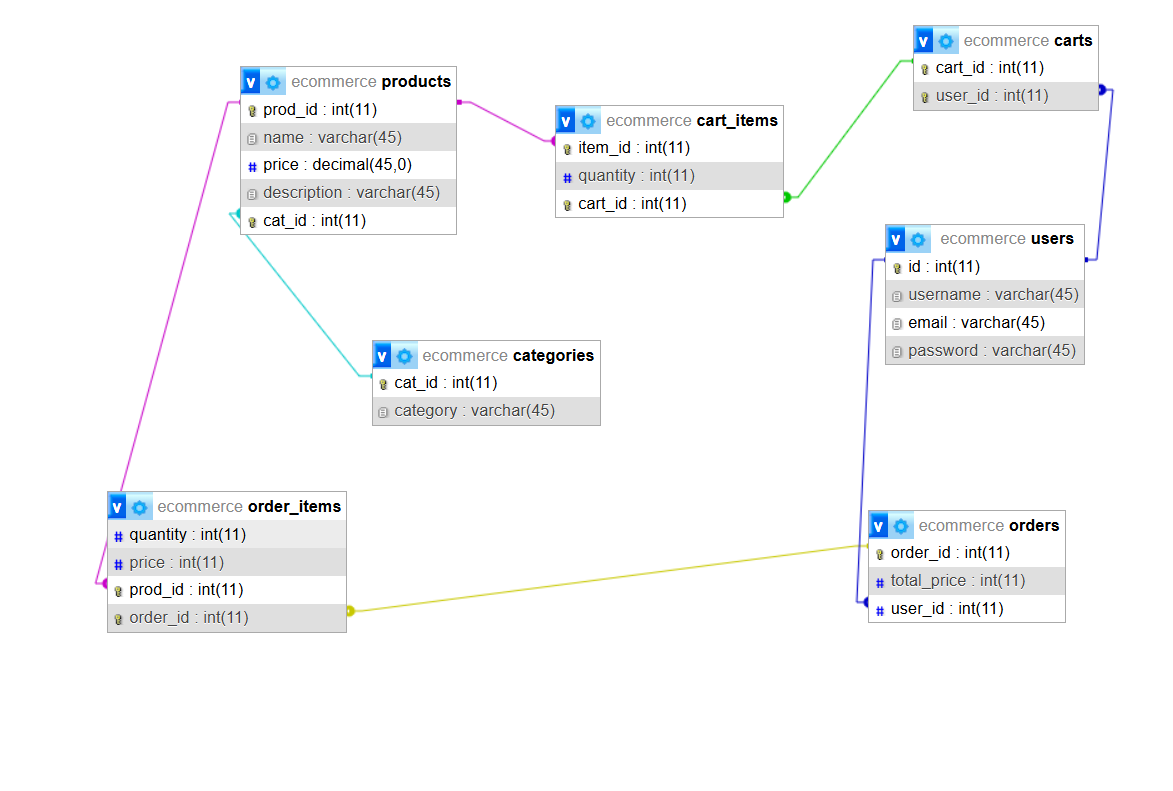 v ecommerce carts
cart_id : int(11)
user_id : int(11)
v ecommerce products
prod_id : int(11)
name : varchar(45)
# price : decimal(45,0)
description : varchar(45)
cat_id : int(11)
v ecommerce cart_items
item_id : int(11)
# quantity : int(11)
cart_id : int(11)
v ecommerce users
id : int(11)
username : varchar(45)
email : varchar(45)
password : varchar(45)
v ecommerce categories
cat_id : int(11)
category : varchar(45)
v ecommerce order_items
# quantity : int(11)
# price : int(11)
prod_id : int(11)
order_id : int(11)
v ecommerce orders
order_id : int(11)
# total_price : int(11)
# user_id : int(11)